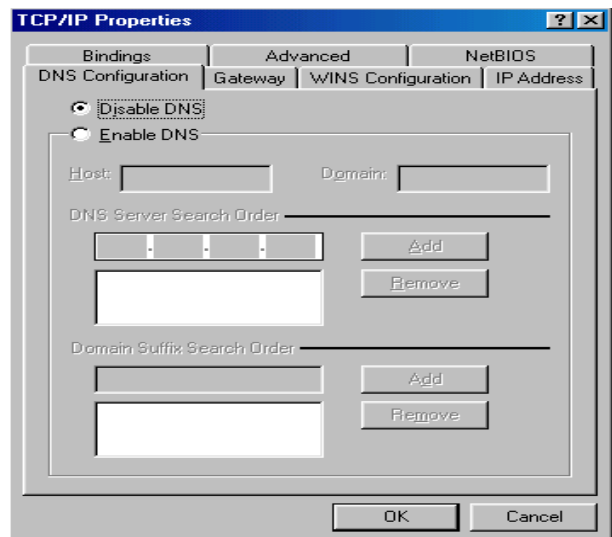 TCP/IP Properties ? X
Bindings Advanced NetBIOS
DNS Configuration Gateway WINS Configuration IP Address
Disable DNS
Enable DNS
Host: Domain:
DNS Server Search Order
. . . Add
Remove
Domain Suffix Search Order
Add
Remove
OK Cancel